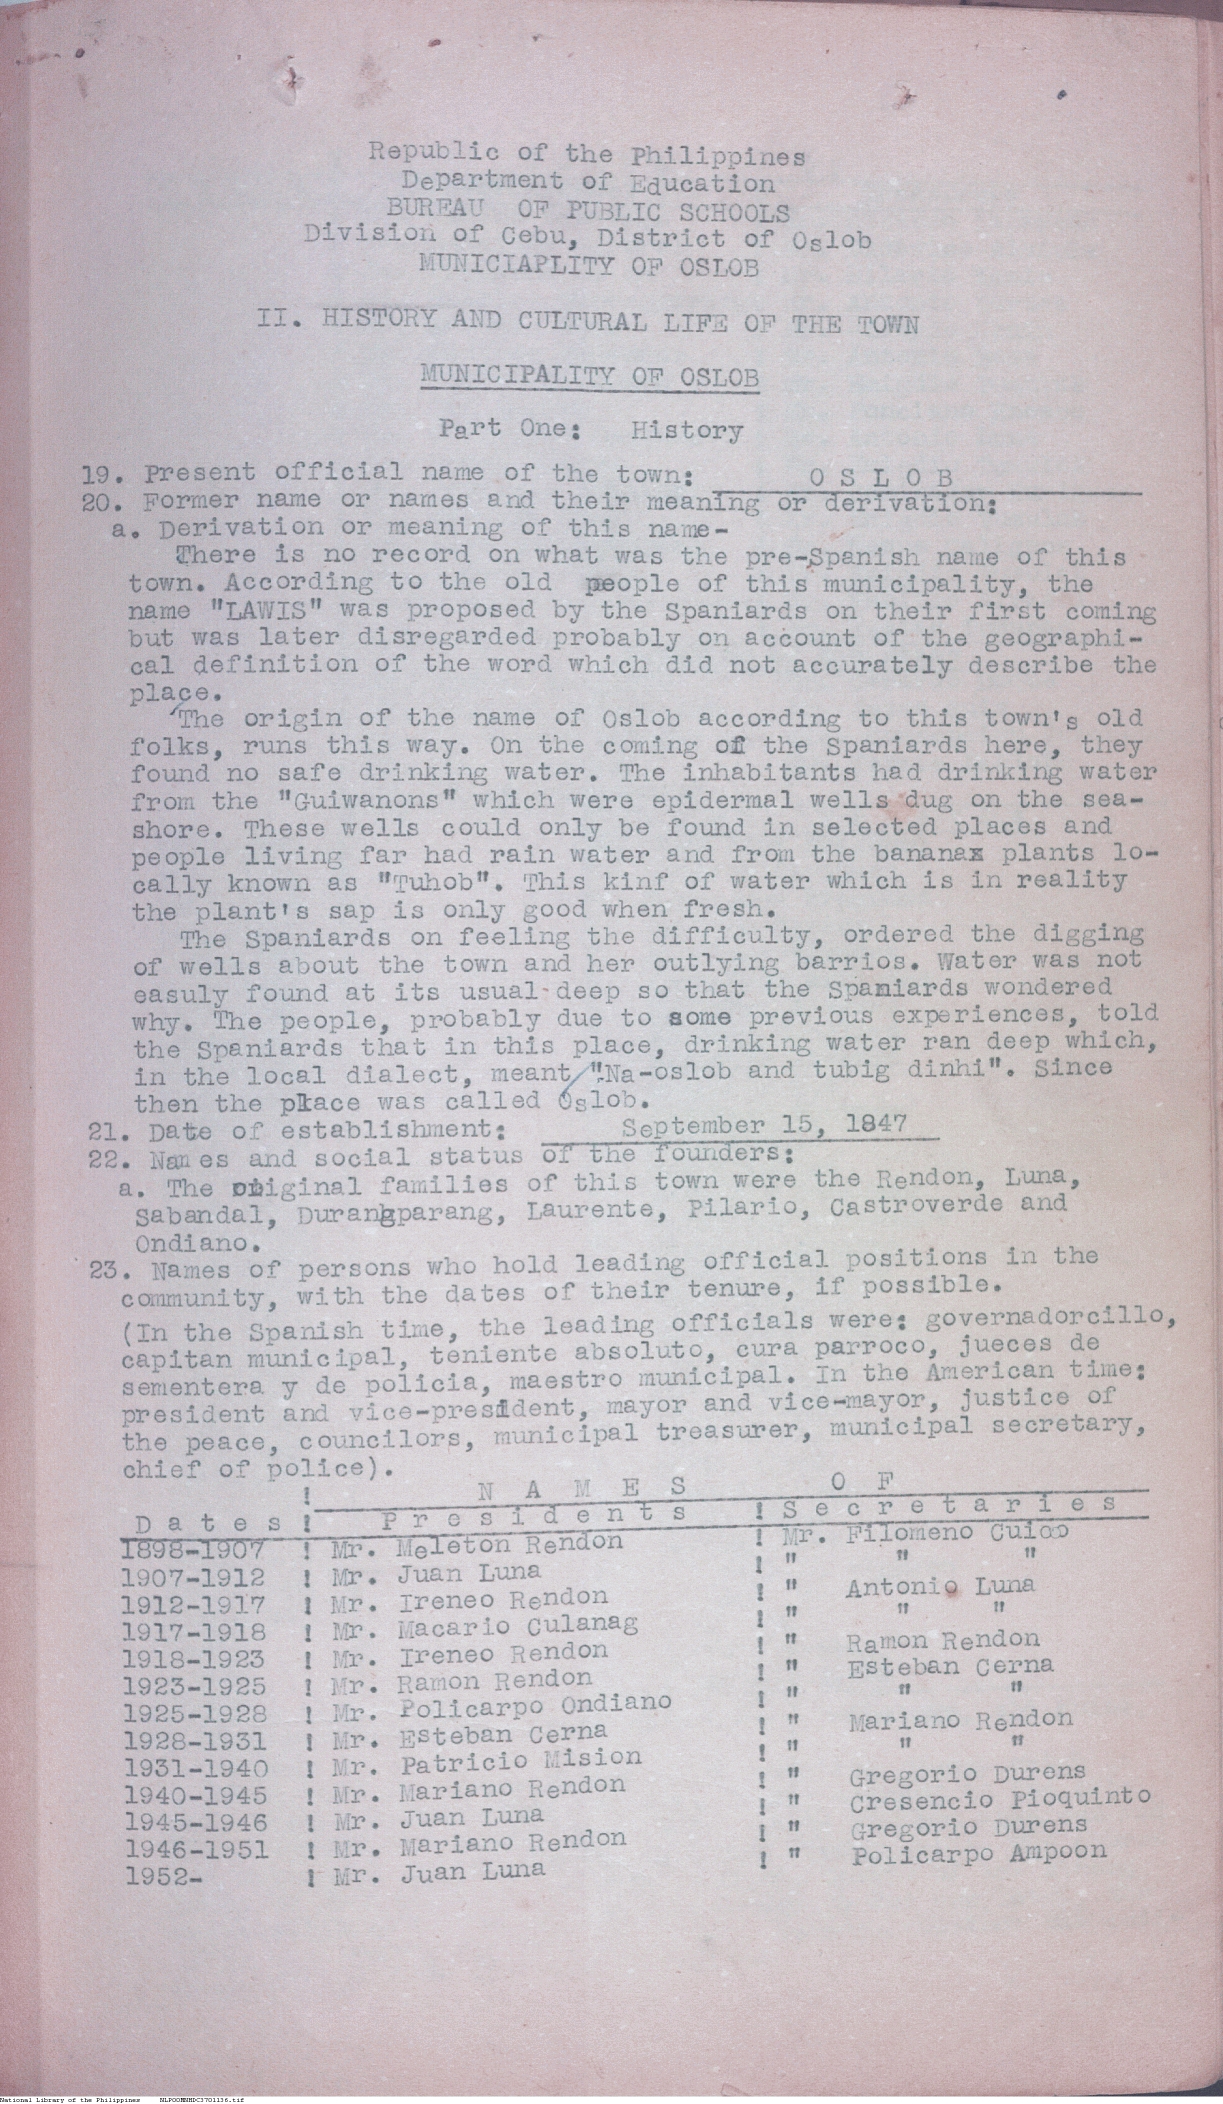 Republic of the Philippines
Department of Education
BUREAU OF PUBLIC SCHOOLS
Division of Cebu, District of Oslob
MUNICIAPLITY OF OSLOB
II. HISTORY AND CULTURAL LIFE OF THE TOWN
MUNICIPALITY OF OSLOB
Part One: History
19. Present official name of the town: O S L O B
20. Former name or names and their meaning or derivation:
a. Derivation or meaning of this name-
There is no record on what was the pre-Spanish name of this
town. According to the old people of this municipality, the
name "LAWIS" was proposed by the Spaniards on their first coming
but was later disregarded probably on account of the geographi-
cal definition of the word which did not accurately describe the
place.
The origin of the name of Oslob according to this town's old
folks, runs this way. On the coming of the Spaniards here, they
found no safe drinking water. The inhabitants had drinking water
from the "Guiwanons" which were epidermal wells dug on the sea-
shore. These wells could only be found in selected places and
people living far had rain water and from the banana plants lo-
cally known as "Tuhob". This kinf of water which is in reality
the plant's sap is only good when fresh.
The Spaniards on feeling the difficulty, ordered the digging
of wells about the town and her outlying barrios. Water was not
easuly found at its usual deep so that the Spaniards wondered
why. The people, probably due to some previous experiences, told
the Spaniards that in this place, drinking water ran deep which,
in the local dialect, meant "Na-oslob and tubig dinhi". Since
then the place was called Oslob.
21. Date of establishment: September 15, 1847
22. Names and social status of the founders:
a. The original families of this town were the Rendon, Luna,
Sabandal, Durangparang, Laurente, Pilario, Castroverde and
Ondiano.
23. Names of persons who hold leading official positions in the
community, with the dates of their tenure, if possible.
(In the Spanish time, the leading officials were: governadorcillo,
capitan municipal, teniente absoluto, cura parroco, jueces de
sementera y de policia, maestro municipal. In the American time:
president and vice-president, mayor and vice-mayor, justice of
the peace, councilors, municipal treasurer, municipal secretary,
chief of police).
! N A M E S O F
D a t e s ! P r e s i d e n t s ! S e c r e t a r i e s
1898-1907 ! Mr. Meleton Rendon ! Mr. Filomeno Cuico
1907-1912 ! Mr. Juan Luna ! " " "
1912-1917 ! Mr. Ireneo Rendon ! " Antonio Luna
1917-1918 ! Mr. Macario Culanag ! " " "
1918-1923 ! Mr. Ireneo Rendon ! " Ramon Rendon
1923-1925 ! Mr. Ramon Rendon ! " Esteban Cerna
1925-1928 ! Mr. Policarpo Ondiano ! " " "
1928-1931 ! Mr. Esteban Cerna ! " Mariano Rendon
1931-1940 ! Mr. Patricio Mision ! " " "
1940-1945 ! Mr. Mariano Rendon ! " Gregorio Durens
1945-1946 ! Mr. Juan Luna ! " Cresencio Pioquinto
1946-1951 ! Mr. Mariano Rendon ! " Gregorio Durens
1952- ! Mr. Juan Luna ! " Policarpo Ampoon
National Library of the Philippines NLPOOMNHDC3701136.tif